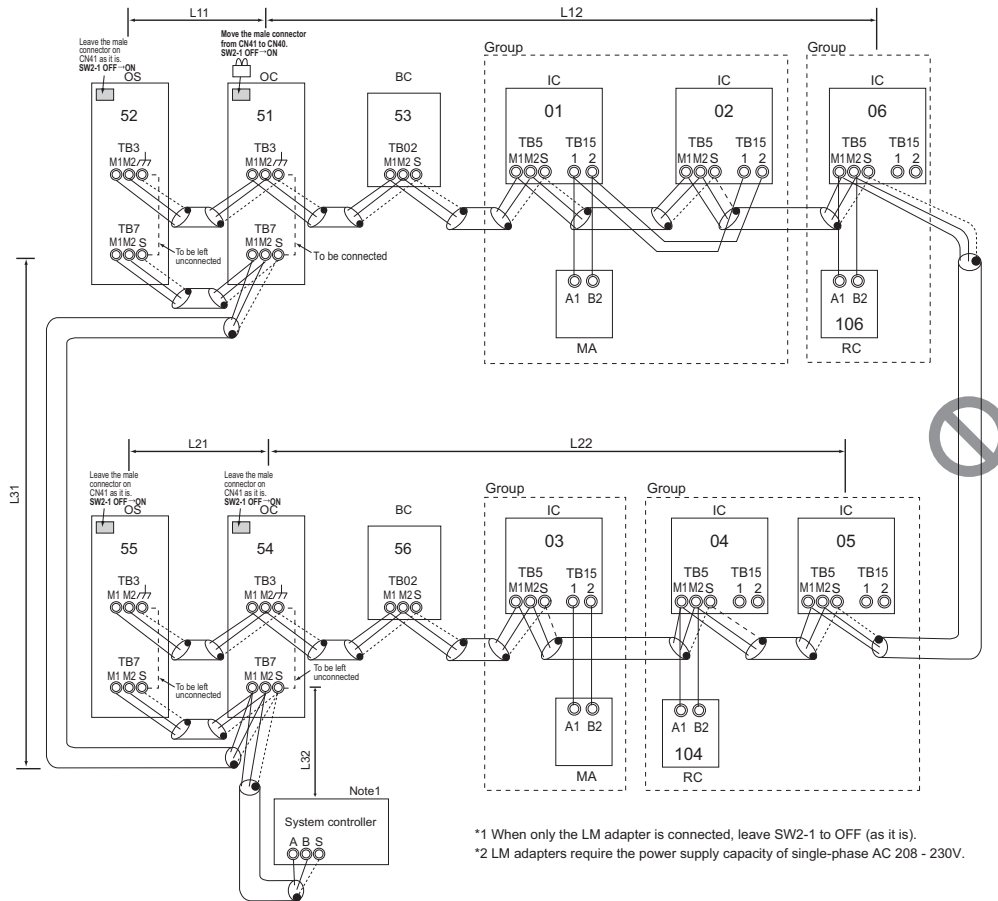 L11
L12
Leave the male
connector on
CN41 as it is.
SW2-1 OFF→ON
OS
Move the male connector
from CN41 to CN40.
SW2-1 OFF→ON
OC
BC
Group
IC
IC
Group
IC
52
51
53
01
02
06
TB3
M1M2
TB3
M1M2
TB02
M1M2 S
TB5
M1M2S
TB15
1 2
TB5
M1M2S
TB15
1 2
TB5
M1M2S
TB15
1 2
TB7
M1M2 S
To be left
unconnected
TB7
M1M2 S
To be connected
A1 B2
MA
A1 B2
106
RC
L31
L21
L22
Leave the male
connector on
CN41 as it is.
SW2-1 OFF→ON
OS
Leave the male
connector on
CN41 as it is.
SW2-1 OFF→ON
OC
BC
Group
IC
Group
IC
IC
55
54
56
03
04
05
TB3
M1 M2
TB3
M1 M2
TB02
M1M2 S
TB5
M1M2S
TB15
1 2
TB5
M1M2S
TB15
1 2
TB5
M1M2S
TB15
1 2
TB7
M1 M2 S
To be left
unconnected
TB7
M1 M2 S
To be left
unconnected
L32
A1 B2
MA
A1 B2
104
RC
Note1
System controller
A B S
*1 When only the LM adapter is connected, leave SW2-1 to OFF (as it is).
*2 LM adapters require the power supply capacity of single-phase AC 208 - 230V.